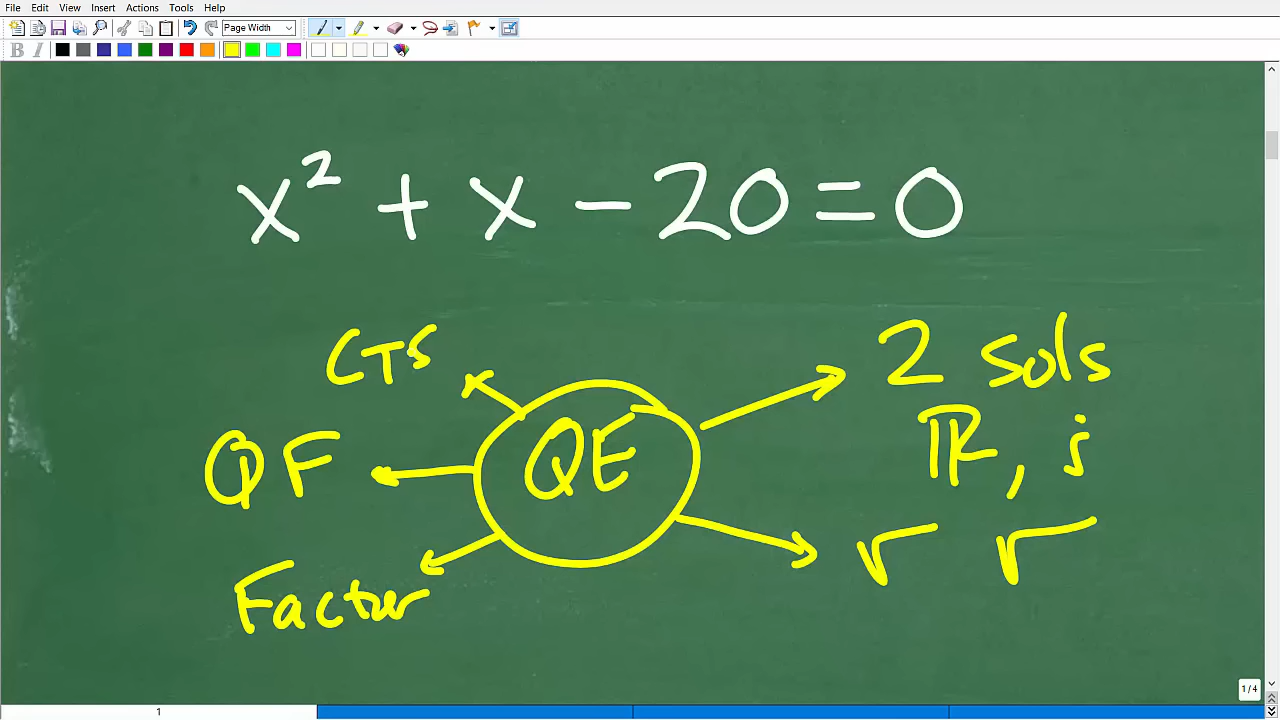 File Edit View Insert Actions Tools Help
Page Width
B I
x² + x - 20 = 0
CTS
QF
Factor
QE
2 sols
ℝ, i
√ √
1/4
1